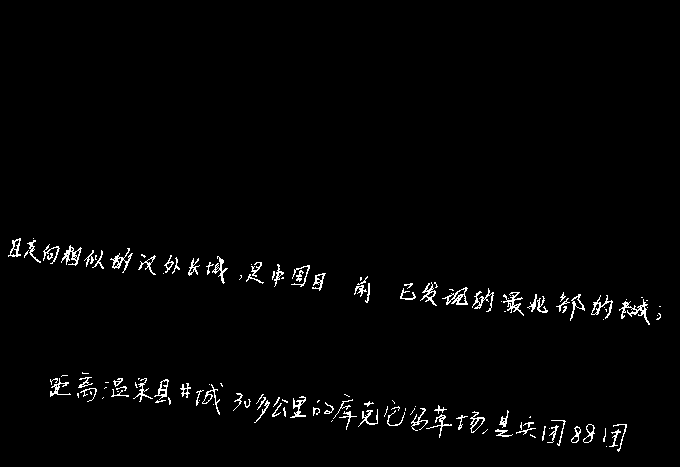 且走向相似的汉外长城,是中国目 前 已发现的最北部的长城;
距离温泉县县城30多公里的库克它乌草场,是兵团88团